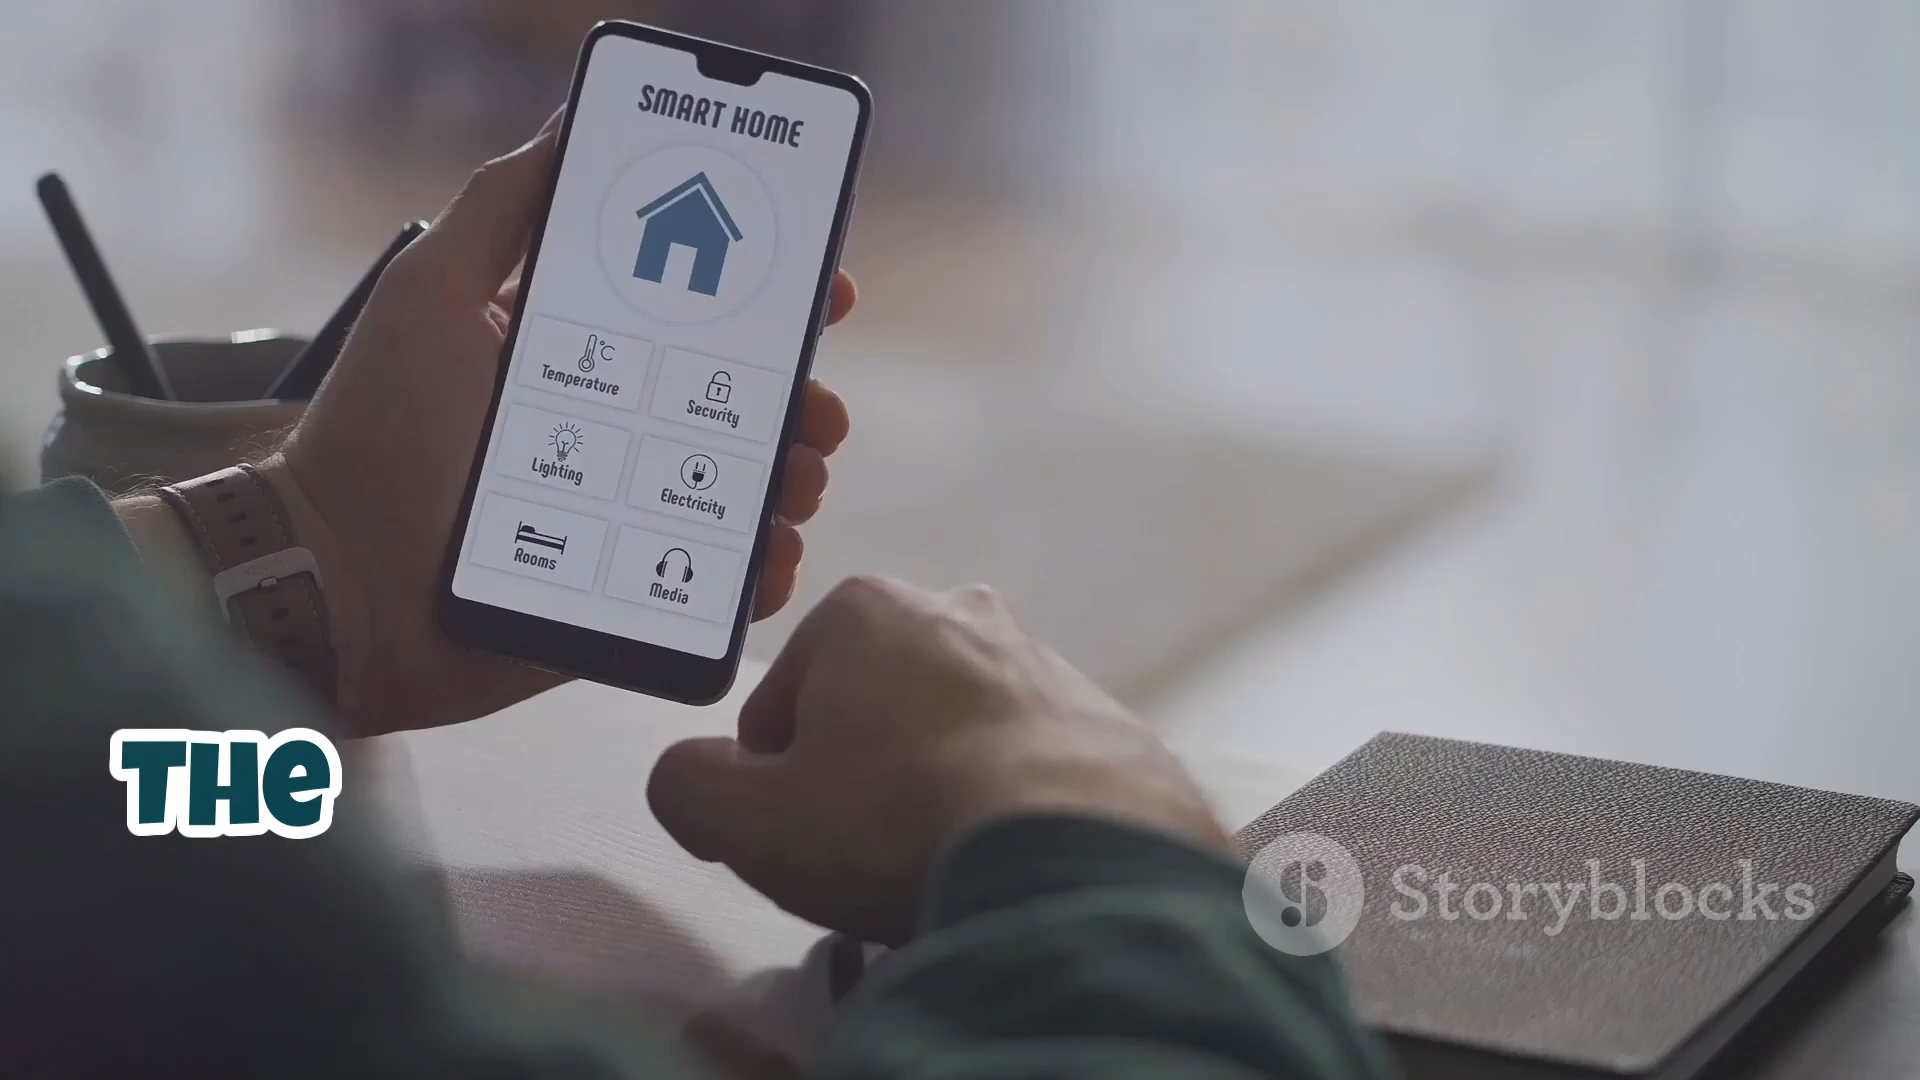 SMART HOME
°C
Temperature
Security
Lighting
Electricity
Rooms
Media
THe
Storyblocks